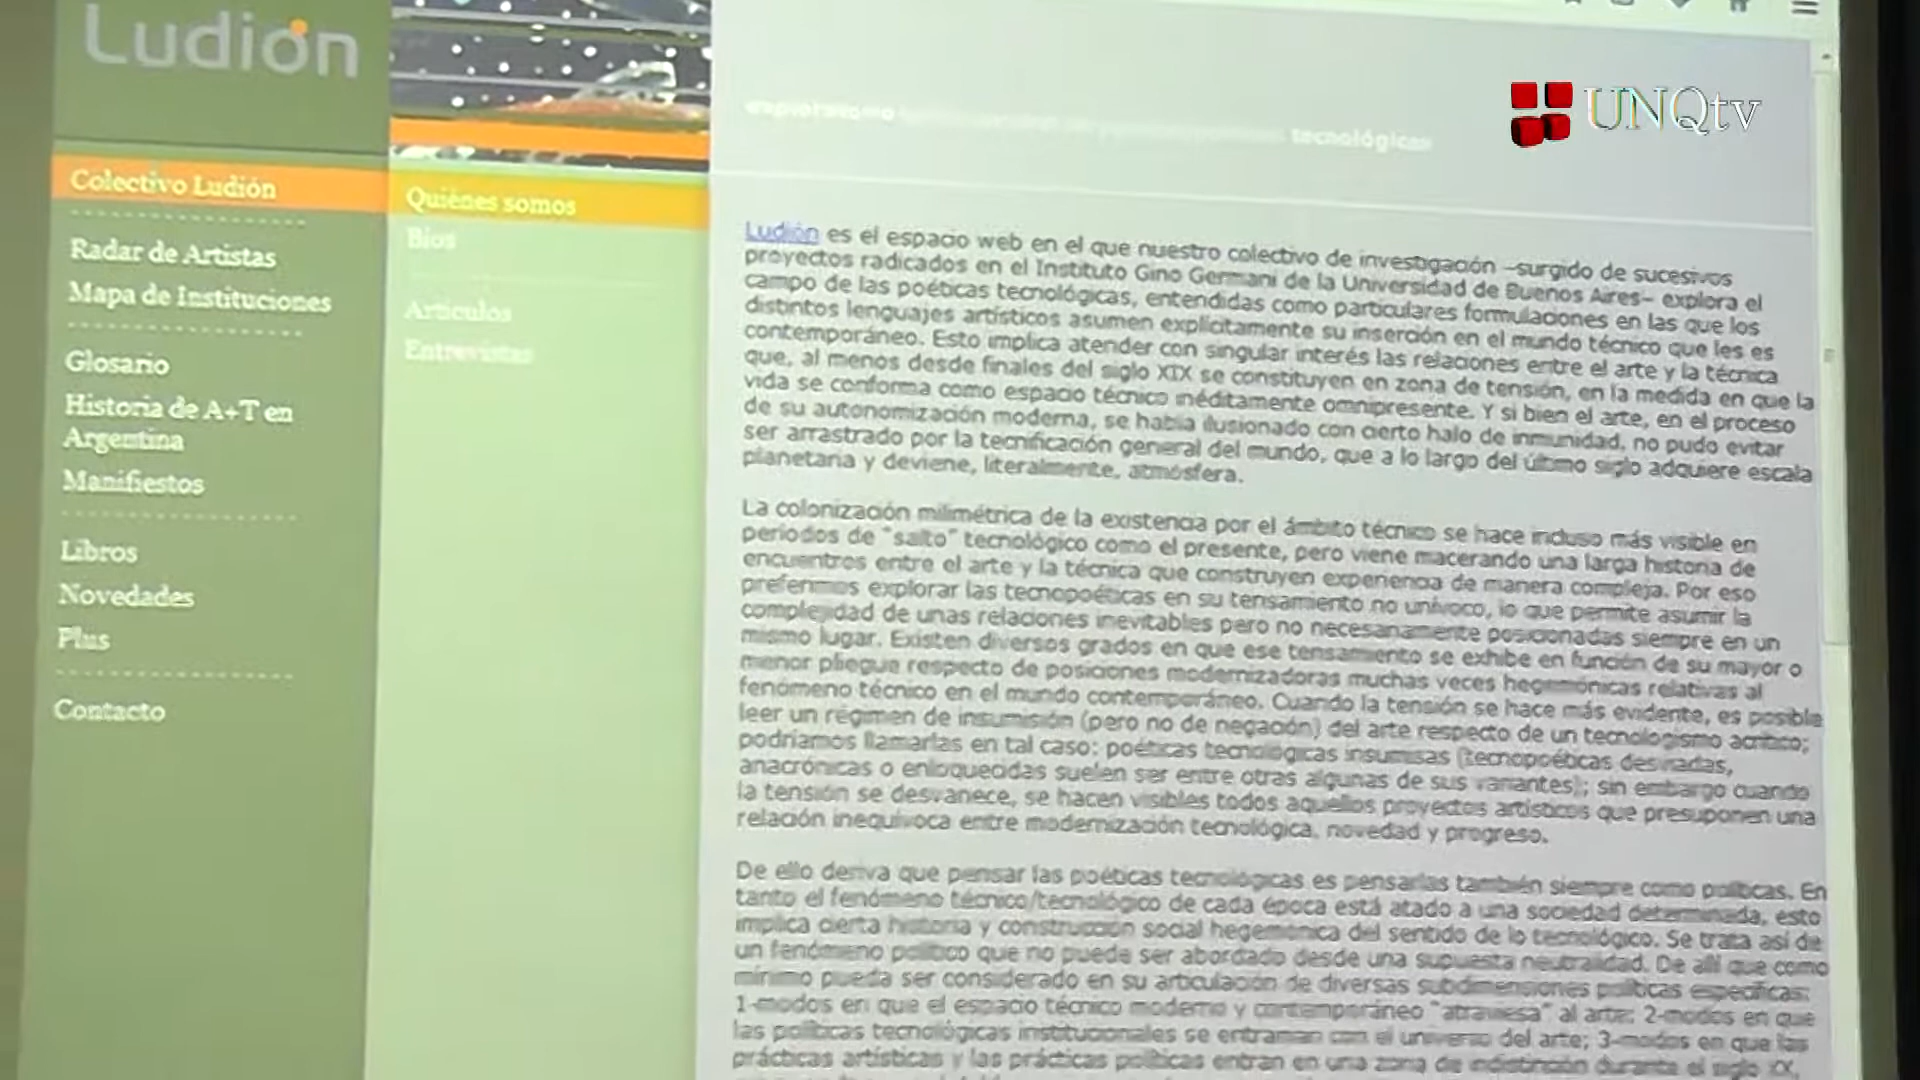 Ludión
UNQtv
tecnológicas
Colectivo Ludión
Radar de Artistas
Mapa de Instituciones
Glosario
Historia de A+T en
Argentina
Manifiestos
Libros
Novedades
Plus
Contacto
Quiénes somos
Bios
Artículos
Entrevistas
Ludión es el espacio web en el que nuestro colectivo de investigación –surgido de sucesivos
proyectos radicados en el Instituto Gino Germani de la Universidad de Buenos Aires– explora el
campo de las poéticas tecnológicas, entendidas como particulares formulaciones en las que los
distintos lenguajes artísticos asumen explícitamente su inserción en el mundo técnico que les es
contemporáneo. Esto implica atender con singular interés las relaciones entre el arte y la técnica
que, al menos desde finales del siglo XIX se constituyen en zona de tensión, en la medida en que la
vida se conforma como espacio técnico inéditamente omnipresente. Y si bien el arte, en el proceso
de su autonomización moderna, se había ilusionado con cierto halo de inmunidad, no pudo evitar
ser arrastrado por la tecnificación general del mundo, que a lo largo del último siglo adquiere escala
planetaria y deviene, literalmente, atmósfera.
La colonización milimétrica de la existencia por el ámbito técnico se hace incluso más visible en
períodos de "salto" tecnológico como el presente, pero viene macerando una larga historia de
encuentros entre el arte y la técnica que construyen experiencia de manera compleja. Por eso
preferimos explorar las tecnopoéticas en su tensamiento no unívoco, lo que permite asumir la
complejidad de unas relaciones inevitables pero no necesariamente posicionadas siempre en un
mismo lugar. Existen diversos grados en que ese tensamiento se exhibe en función de su mayor o
menor pliegue respecto de posiciones modernizadoras muchas veces hegemónicas relativas al
fenómeno técnico en el mundo contemporáneo. Cuando la tensión se hace más evidente, es posible
leer un régimen de insumisión (pero no de negación) del arte respecto de un tecnologismo acrítico;
podríamos llamarlas en tal caso: poéticas tecnológicas insumisas (tecnopoéticas desviadas,
anacrónicas o enloquecidas suelen ser entre otras algunas de sus variantes); sin embargo cuando
la tensión se desvanece, se hacen visibles todos aquellos proyectos artísticos que presuponen una
relación inequívoca entre modernización tecnológica, novedad y progreso.
De ello deriva que pensar las poéticas tecnológicas es pensarlas también siempre como políticas. En
tanto el fenómeno técnico/tecnológico de cada época está atado a una sociedad determinada, esto
implica cierta historia y construcción social hegemónica del sentido de lo tecnológico. Se trata así de
un fenómeno político que no puede ser abordado desde una supuesta neutralidad. De allí que como
mínimo pueda ser considerado en su articulación de diversas subdimensiones políticas específicas:
1-modos en que el espacio técnico moderno y contemporáneo "atraviesa" al arte; 2-modos en que
las políticas tecnológicas institucionales se entraman con el universo del arte; 3-modos en que las
prácticas artísticas y las prácticas políticas entran en una zona de indistinción durante el siglo XX,